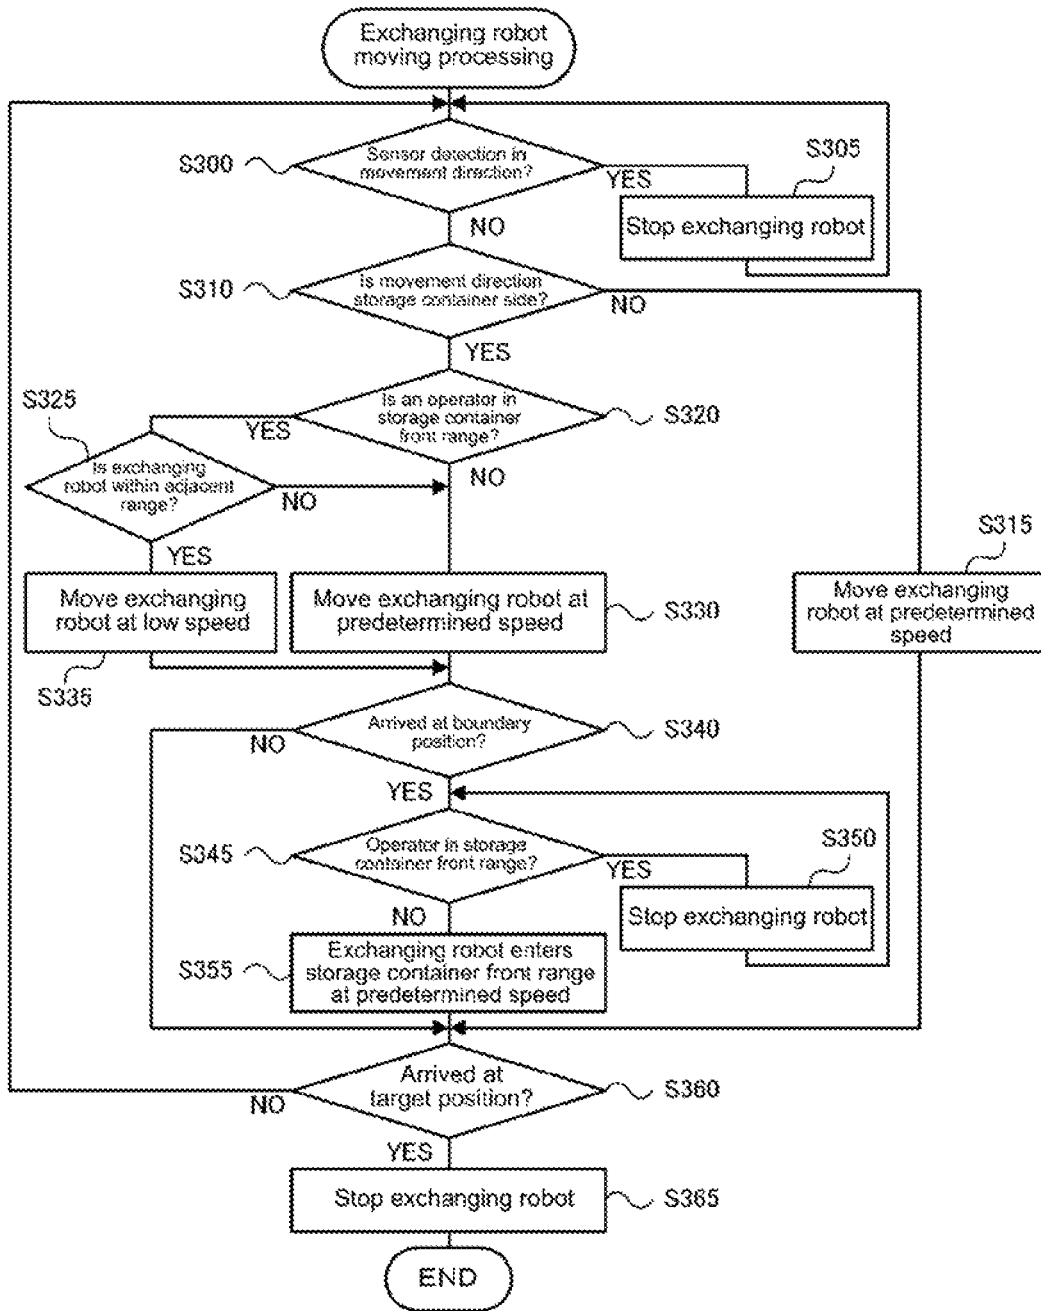 Exchanging robot
moving processing
S300
Sensor detection in
movement direction?
YES
S305
Stop exchanging robot
NO
S310
Is movement direction
storage container side?
NO
YES
S325
Is an operator in
storage container
front range?
S320
YES
NO
Is exchanging
robot within adjacent
range?
NO
YES
S315
Move exchanging
robot at predetermined
speed
Move exchanging
robot at low speed
Move exchanging robot at
predetermined speed
S330
S335
Arrived at boundary
position?
S340
NO
YES
S345
Operator in storage
container front range?
YES
S350
Stop exchanging robot
NO
S355
Exchanging robot enters
storage container front range
at predetermined speed
Arrived at
target position?
S360
NO
YES
Stop exchanging robot
S365
END